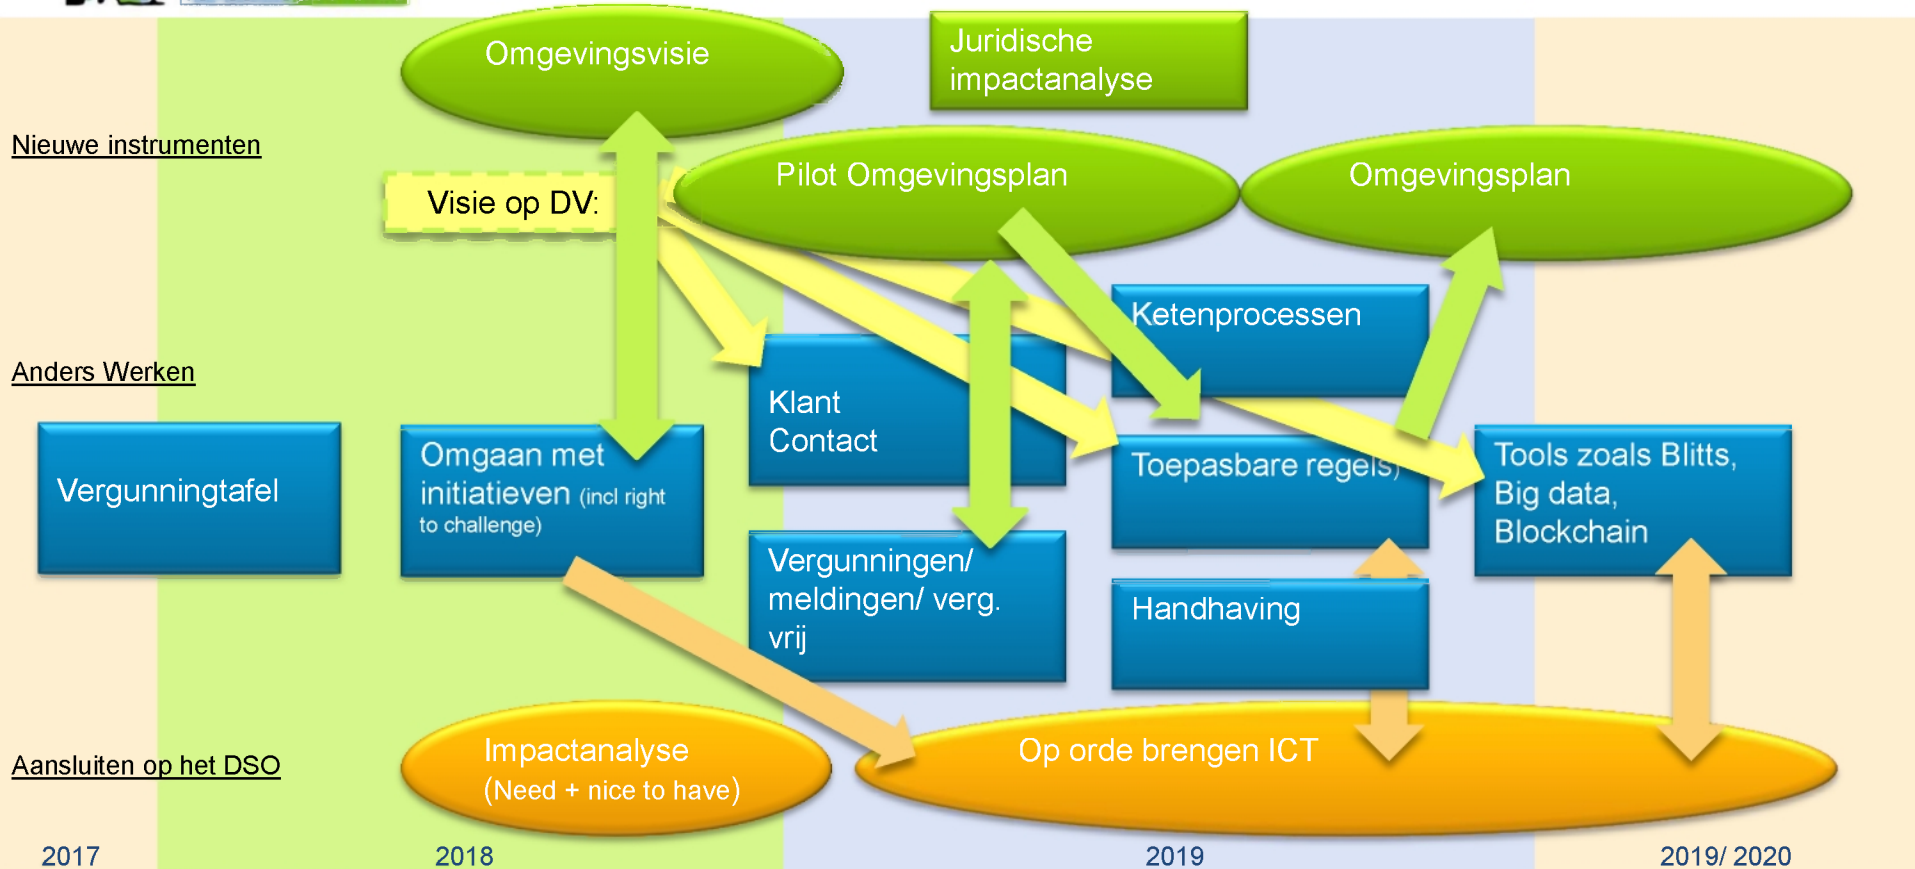 Omgevingsvisie
Juridische
impactanalyse
Nieuwe instrumenten
Pilot Omgevingsplan
Omgevingsplan
Visie op DV:
Ketenprocessen
Anders Werken
Klant
Contact
Vergunningtafel
Omgaan met
initiatieven (incl right
to challenge)
Toepasbare regels)
Tools zoals Blitts,
Big data,
Blockchain
Vergunningen/
meldingen/ verg.
vrij
Handhaving
Aansluiten op het DSO
Impactanalyse
(Need + nice to have)
Op orde brengen ICT
2017
2018
2019
2019/ 2020